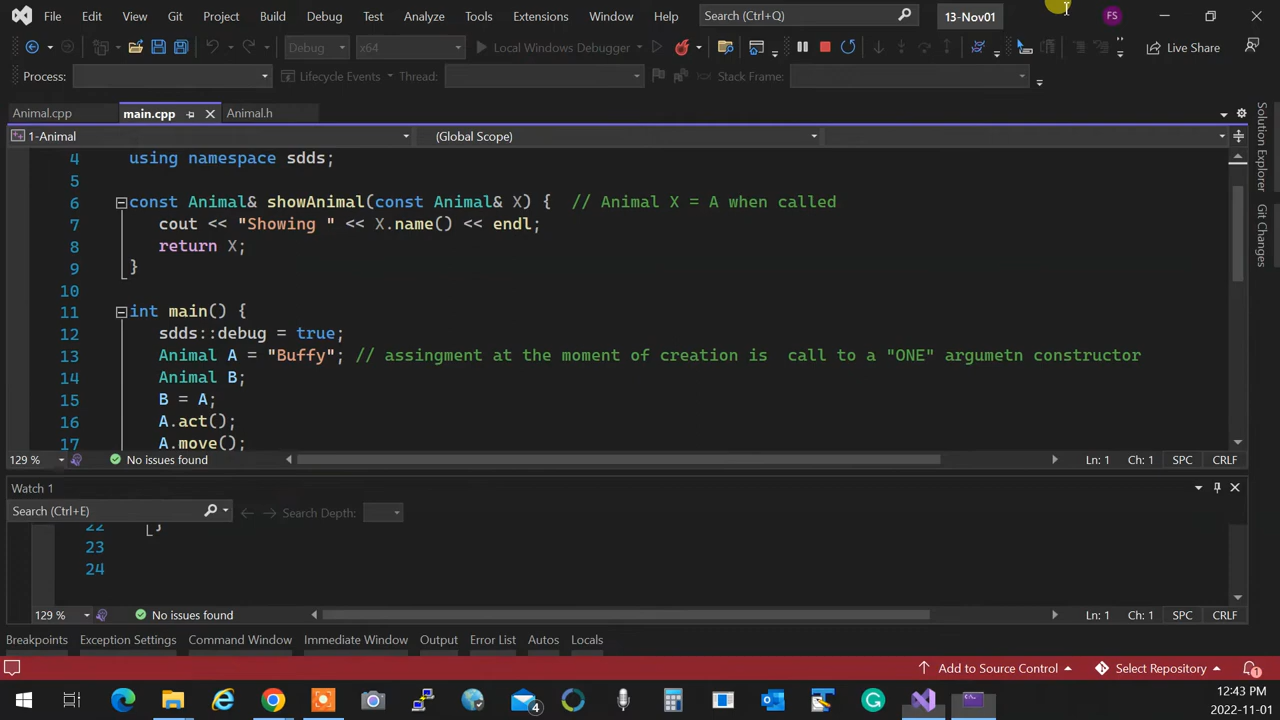 File Edit View Git Project Build Debug Test Analyze Tools Extensions Window Help Search (Ctrl+Q) 13-Nov01 FS
Debug x64 Local Windows Debugger Live Share
Process: Lifecycle Events Thread: Stack Frame:
Animal.cpp main.cpp Animal.h
1-Animal (Global Scope)
4 using namespace sdds;
5
6 const Animal& showAnimal(const Animal& X) { // Animal X = A when called
7 cout << "Showing " << X.name() << endl;
8 return X;
9 }
10
11 int main() {
12 sdds::debug = true;
13 Animal A = "Buffy"; // assingment at the moment of creation is  call to a "ONE" argumetn constructor
14 Animal B;
15 B = A;
16 A.act();
17 A.move();
129 % No issues found Ln: 1 Ch: 1 SPC CRLF
Watch 1
Search (Ctrl+E) Search Depth:
22 }
23
24
129 % No issues found Ln: 1 Ch: 1 SPC CRLF
Breakpoints Exception Settings Command Window Immediate Window Output Error List Autos Locals
Add to Source Control Select Repository 1
4 12:43 PM
2022-11-01
Solution Explorer
Git Changes